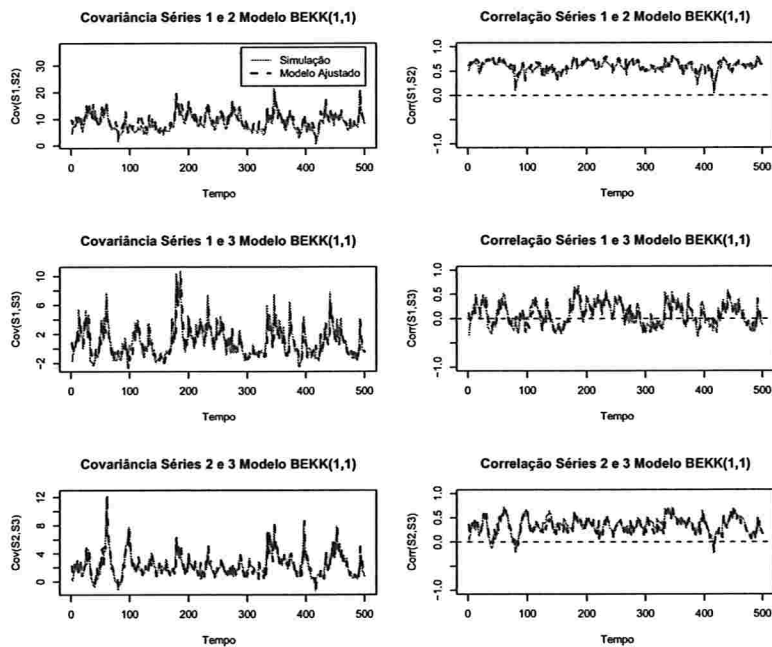 Covariância Séries 1 e 2 Modelo BEKK(1,1)
Cov(S1,S2)
0 10 20 30
Simulação
Modelo Ajustado
0 100 200 300 400 500
Tempo
Correlação Séries 1 e 2 Modelo BEKK(1,1)
Corr(S1,S2)
−1.0 0.0 0.5 1.0
0 100 200 300 400 500
Tempo
Covariância Séries 1 e 3 Modelo BEKK(1,1)
Cov(S1,S3)
−2 2 6 10
0 100 200 300 400 500
Tempo
Correlação Séries 1 e 3 Modelo BEKK(1,1)
Corr(S1,S3)
−1.0 0.0 0.5 1.0
0 100 200 300 400 500
Tempo
Covariância Séries 2 e 3 Modelo BEKK(1,1)
Cov(S2,S3)
0 4 8 12
0 100 200 300 400 500
Tempo
Correlação Séries 2 e 3 Modelo BEKK(1,1)
Corr(S2,S3)
−1.0 0.0 0.5 1.0
0 100 200 300 400 500
Tempo